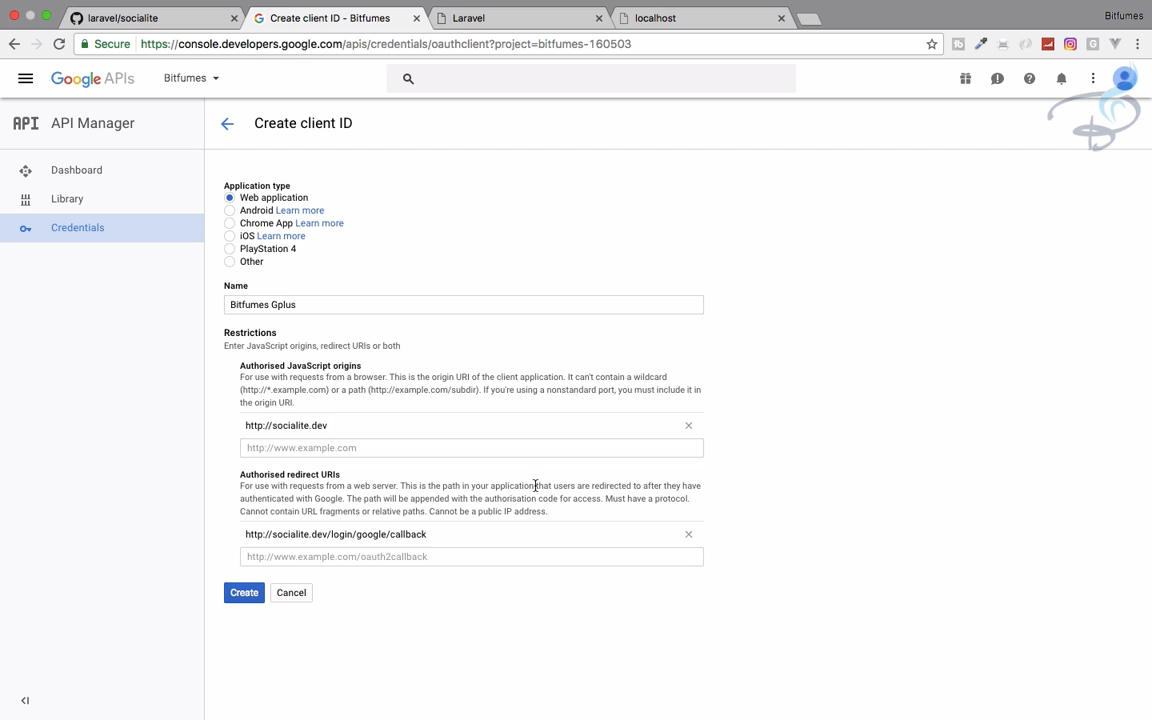 laravel/socialite
Create client ID - Bitfumes
Laravel
localhost
Bitfumes
Secure
https://console.developers.google.com/apis/credentials/oauthclient?project=bitfumes-160503
Google APIs
Bitfumes
API
API Manager
Create client ID
Dashboard
Library
Credentials
Application type
Web application
Android Learn more
Chrome App Learn more
iOS Learn more
PlayStation 4
Other
Name
Bitfumes Gplus
Restrictions
Enter JavaScript origins, redirect URIs or both
Authorised JavaScript origins
For use with requests from a browser. This is the origin URI of the client application. It can't contain a wildcard
(http://*.example.com) or a path (http://example.com/subdir). If you're using a nonstandard port, you must include it in
the origin URI.
http://socialite.dev
http://www.example.com
Authorised redirect URIs
For use with requests from a web server. This is the path in your application that users are redirected to after they have
authenticated with Google. The path will be appended with the authorisation code for access. Must have a protocol.
Cannot contain URL fragments or relative paths. Cannot be a public IP address.
http://socialite.dev/login/google/callback
http://www.example.com/oauth2callback
Create
Cancel